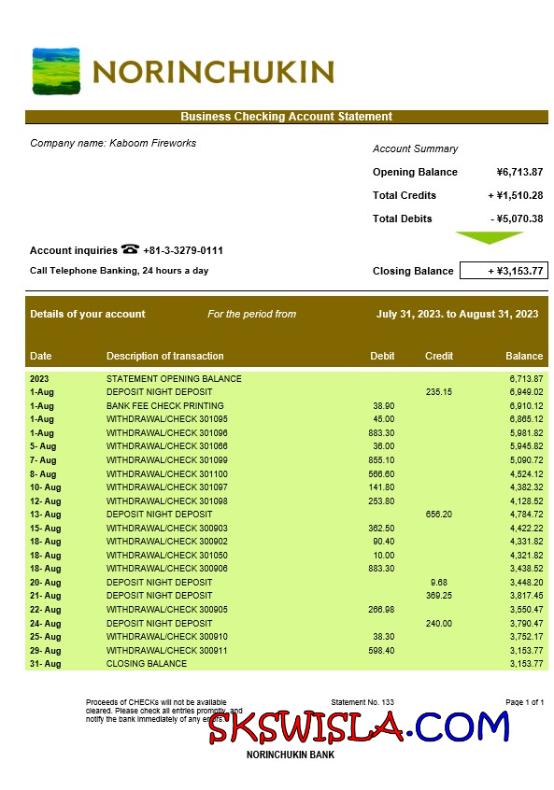 NORINCHUKIN
Business Checking Account Statement
Company name: Kaboom Fireworks
Account Summary
Opening Balance ¥6,713.87
Total Credits + ¥1,510.28
Total Debits - ¥5,070.38
Account inquiries ☎ +81-3-3279-0111
Call Telephone Banking, 24 hours a day
Closing Balance + ¥3,153.77
Details of your account For the period from July 31, 2023. to August 31, 2023
Date Description of transaction Debit Credit Balance
2023 STATEMENT OPENING BALANCE 6,713.87
1-Aug DEPOSIT NIGHT DEPOSIT 235.15 6,949.02
1-Aug BANK FEE CHECK PRINTING 38.90 6,910.12
1-Aug WITHDRAWAL/CHECK 301095 45.00 6,865.12
1-Aug WITHDRAWAL/CHECK 301096 883.30 5,981.82
5- Aug WITHDRAWAL/CHECK 301066 36.00 5,945.82
7- Aug WITHDRAWAL/CHECK 301099 855.10 5,090.72
8- Aug WITHDRAWAL/CHECK 301100 566.60 4,524.12
10- Aug WITHDRAWAL/CHECK 301097 141.80 4,382.32
12- Aug WITHDRAWAL/CHECK 301098 253.80 4,128.52
13- Aug DEPOSIT NIGHT DEPOSIT 656.20 4,784.72
15- Aug WITHDRAWAL/CHECK 300903 362.50 4,422.22
18- Aug WITHDRAWAL/CHECK 300902 90.40 4,331.82
18- Aug WITHDRAWAL/CHECK 301050 10.00 4,321.82
18- Aug WITHDRAWAL/CHECK 300906 883.30 3,438.52
20- Aug DEPOSIT NIGHT DEPOSIT 9.68 3,448.20
21- Aug DEPOSIT NIGHT DEPOSIT 369.25 3,817.45
22- Aug WITHDRAWAL/CHECK 300905 266.98 3,550.47
24- Aug DEPOSIT NIGHT DEPOSIT 240.00 3,790.47
25- Aug WITHDRAWAL/CHECK 300910 38.30 3,752.17
29- Aug WITHDRAWAL/CHECK 300911 598.40 3,153.77
31- Aug CLOSING BALANCE 3,153.77
Proceeds of CHECKs will not be available Statement No. 133 Page 1 of 1
cleared. Please check all entries promptly, and
notify the bank immediately of any errors.
SKSWISLA.COM
NORINCHUKIN BANK